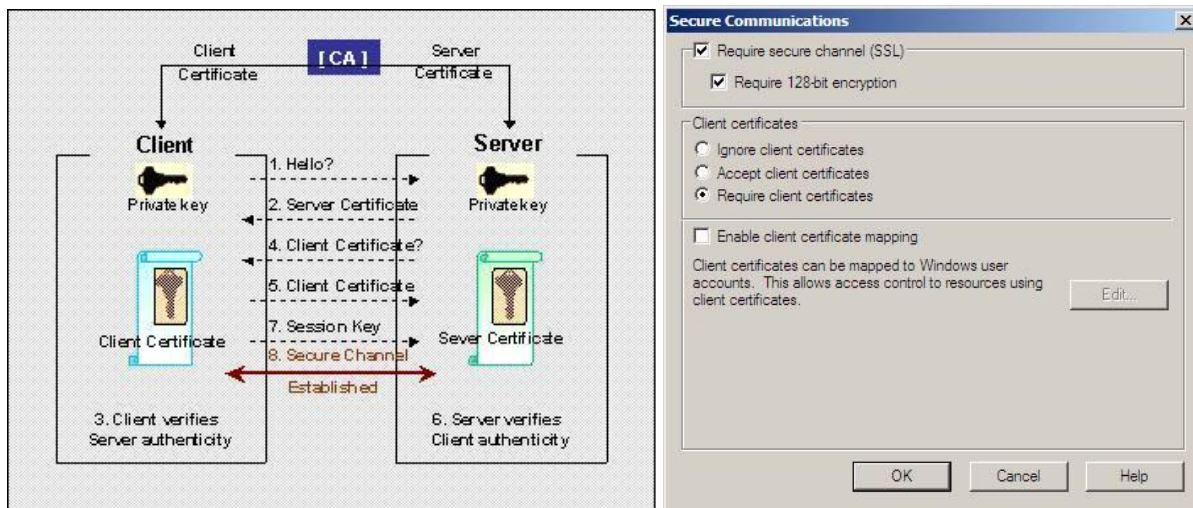 Client
Certificate
[ CA ]
Server
Certificate
Client
Server
1. Hello?
Private key
Private key
2. Server Certificate
4. Client Certificate?
5. Client Certificate
7. Session Key
Client Certificate
Sever Certificate
8. Secure Channel
Established
3. Client verifies
Server authenticity
6. Server verifies
Client authenticity
Secure Communications
Require secure channel (SSL)
Require 128-bit encryption
Client certificates
Ignore client certificates
Accept client certificates
Require client certificates
Enable client certificate mapping
Client certificates can be mapped to Windows user
accounts. This allows access control to resources using
client certificates.
Edit...
OK
Cancel
Help